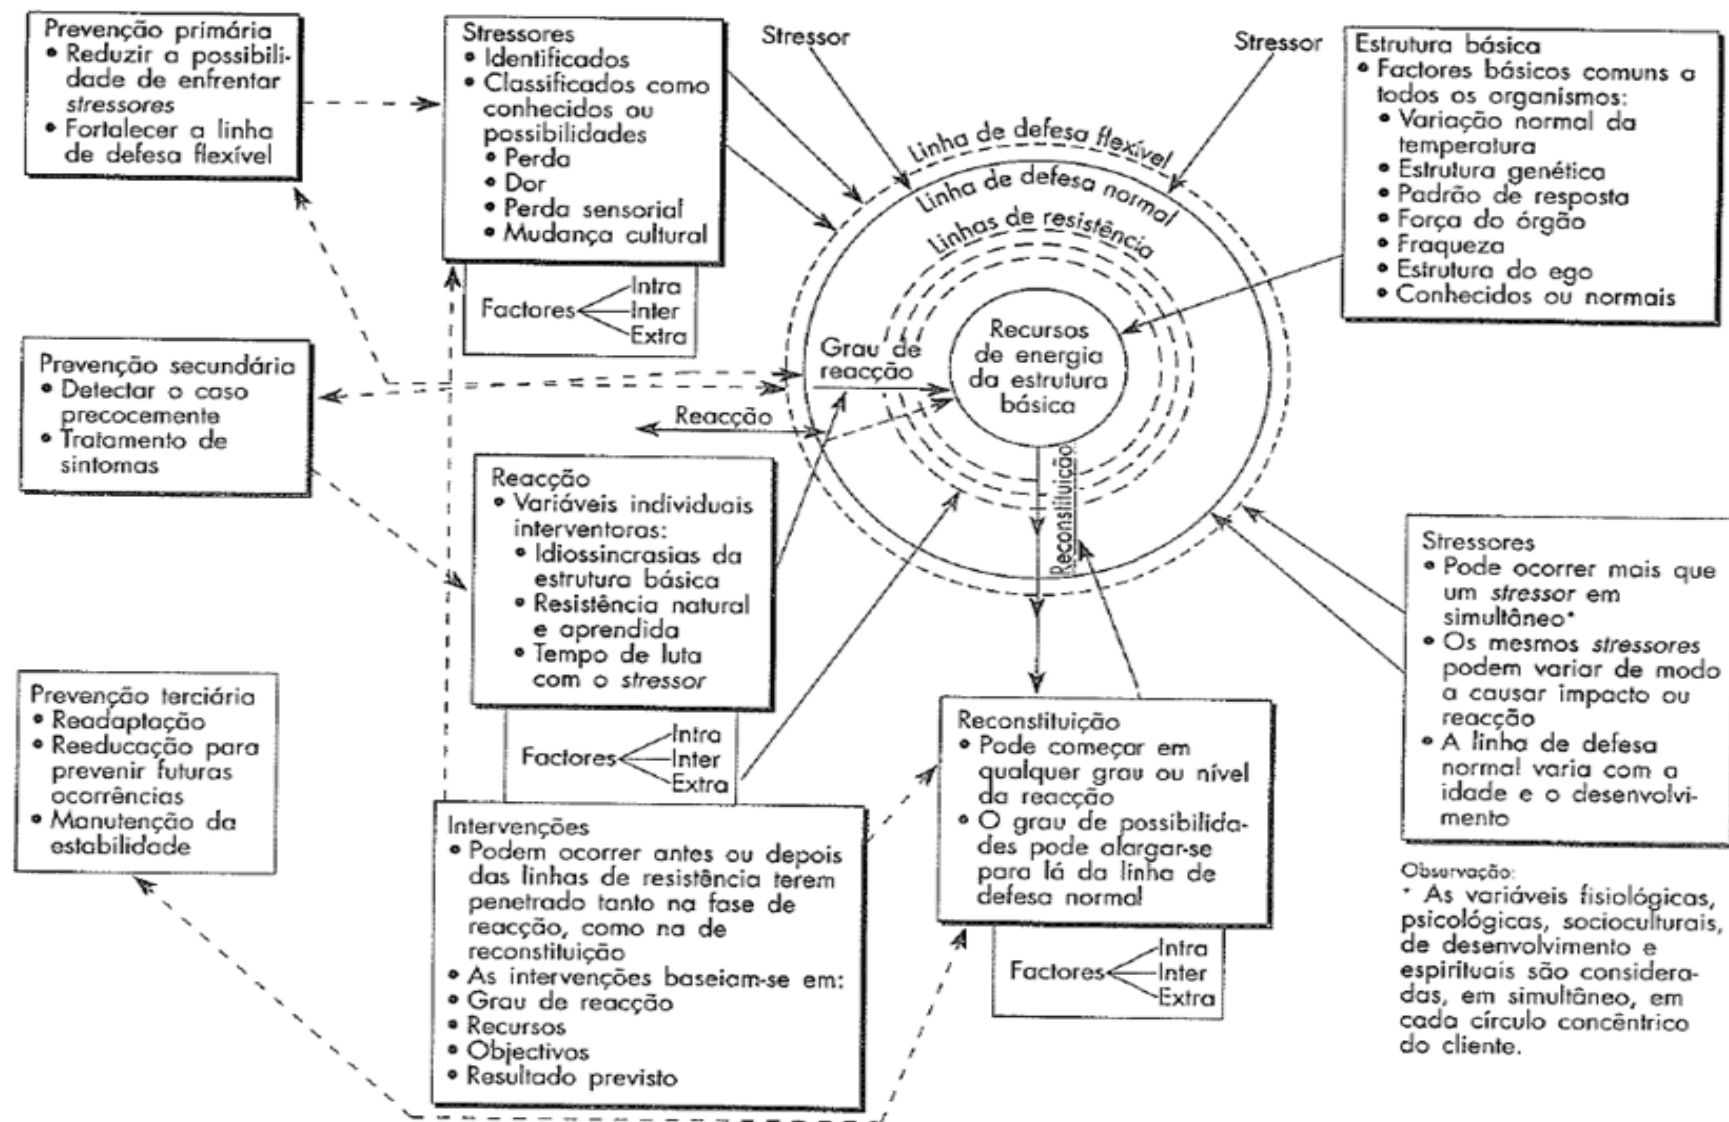 Prevenção primária
• Reduzir a possibili-
dade de enfrentar
stressores
• Fortalecer a linha
de defesa flexível
Stressores
• Identificados
• Classificados como
conhecidos ou
possibilidades
• Perda
• Dor
• Perda sensorial
• Mudança cultural
Factores
Intra
Inter
Extra
Stressor
Stressor
Linha de defesa flexível
Linha de defesa normal
Linhas de resistência
Recursos
de energia
da estrutura
básica
Grau de
reacção
Reacção
Reconstituição
Estrutura básica
• Factores básicos comuns a
todos os organismos:
• Variação normal da
temperatura
• Estrutura genética
• Padrão de resposta
• Força do órgão
• Fraqueza
• Estrutura do ego
• Conhecidos ou normais
Prevenção secundária
• Detectar o caso
precocemente
• Tratamento de
sintomas
Reacção
• Variáveis individuais
interventoras:
• Idiossincrasias da
estrutura básica
• Resistência natural
e aprendida
• Tempo de luta
com o stressor
Factores
Intra
Inter
Extra
Stressores
• Pode ocorrer mais que
um stressor em
simultâneo*
• Os mesmos stressores
podem variar de modo
a causar impacto ou
reacção
• A linha de defesa
normal varia com a
idade e o desenvolvi-
mento
Prevenção terciária
• Readaptação
• Reeducação para
prevenir futuras
ocorrências
• Manutenção da
estabilidade
Intervenções
• Podem ocorrer antes ou depois
das linhas de resistência terem
penetrado tanto na fase de
reacção, como na de
reconstituição
• As intervenções baseiam-se em:
• Grau de reacção
• Recursos
• Objectivos
• Resultado previsto
Reconstituição
• Pode começar em
qualquer grau ou nível
da reacção
• O grau de possibilida-
des pode alargar-se
para lá da linha de
defesa normal
Factores
Intra
Inter
Extra
Observação:
* As variáveis fisiológicas,
psicológicas, socioculturais,
de desenvolvimento e
espirituais são considera-
das, em simultâneo, em
cada círculo concêntrico
do cliente.